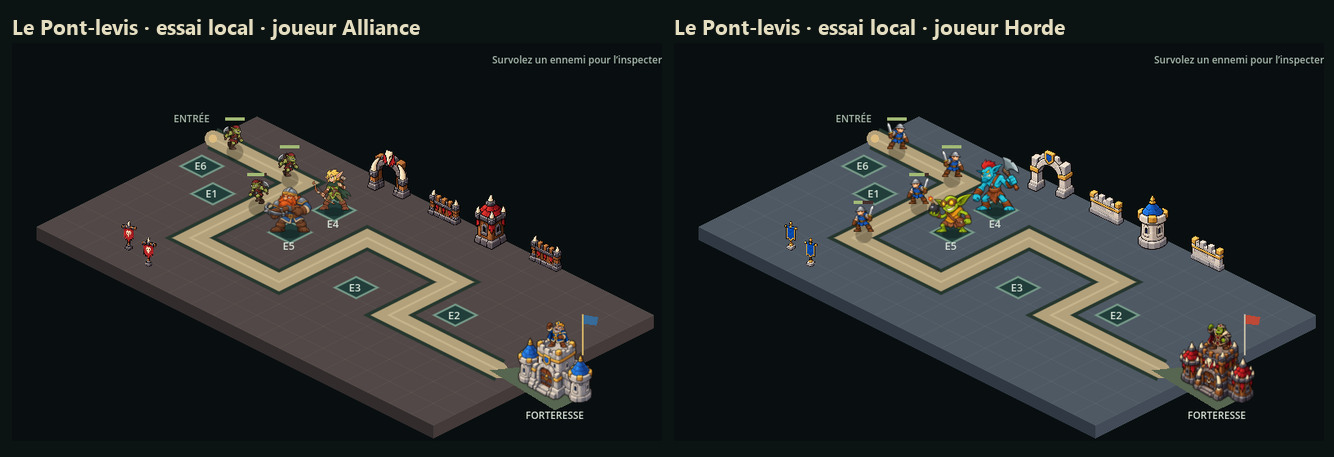 Le Pont-levis · essai local · joueur Alliance
Survolez un ennemi pour l'inspecter
ENTRÉE
E6
E1
E4
E5
E3
E2
FORTERESSE
Le Pont-levis · essai local · joueur Horde
Survolez un ennemi pour l'inspecter
ENTRÉE
E6
E1
E4
E5
E3
E2
FORTERESSE